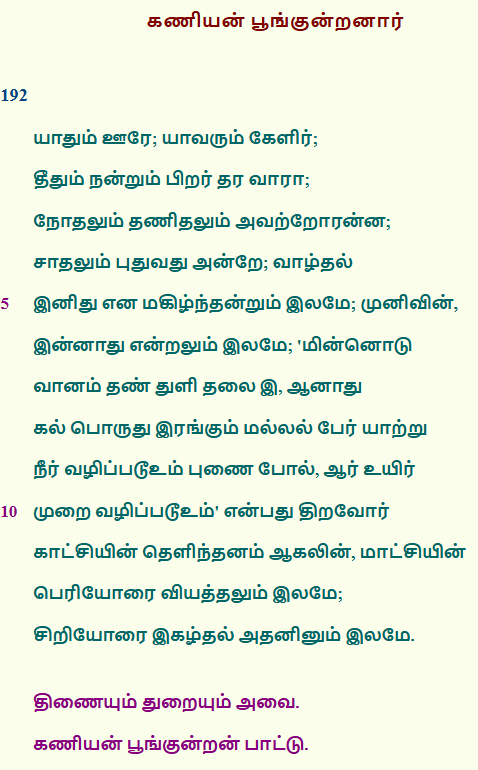 கணியன் பூங்குன்றனார்
192
யாதும் ஊரே; யாவரும் கேளிர்;
தீதும் நன்றும் பிறர் தர வாரா;
நோதலும் தணிதலும் அவற்றோரன்ன;
சாதலும் புதுவது அன்றே; வாழ்தல்
5 இனிது என மகிழ்ந்தன்றும் இலமே; முனிவின்,
இன்னாது என்றலும் இலமே; 'மின்னொடு
வானம் தண் துளி தலை இ, ஆனாது
கல் பொருது இரங்கும் மல்லல் பேர் யாற்று
நீர் வழிப்படூஉம் புணை போல், ஆர் உயிர்
10 முறை வழிப்படூஉம்' என்பது திறவோர்
காட்சியின் தெளிந்தனம் ஆகலின், மாட்சியின்
பெரியோரை வியத்தலும் இலமே;
சிறியோரை இகழ்தல் அதனினும் இலமே.
திணையும் துறையும் அவை.
கணியன் பூங்குன்றன் பாட்டு.